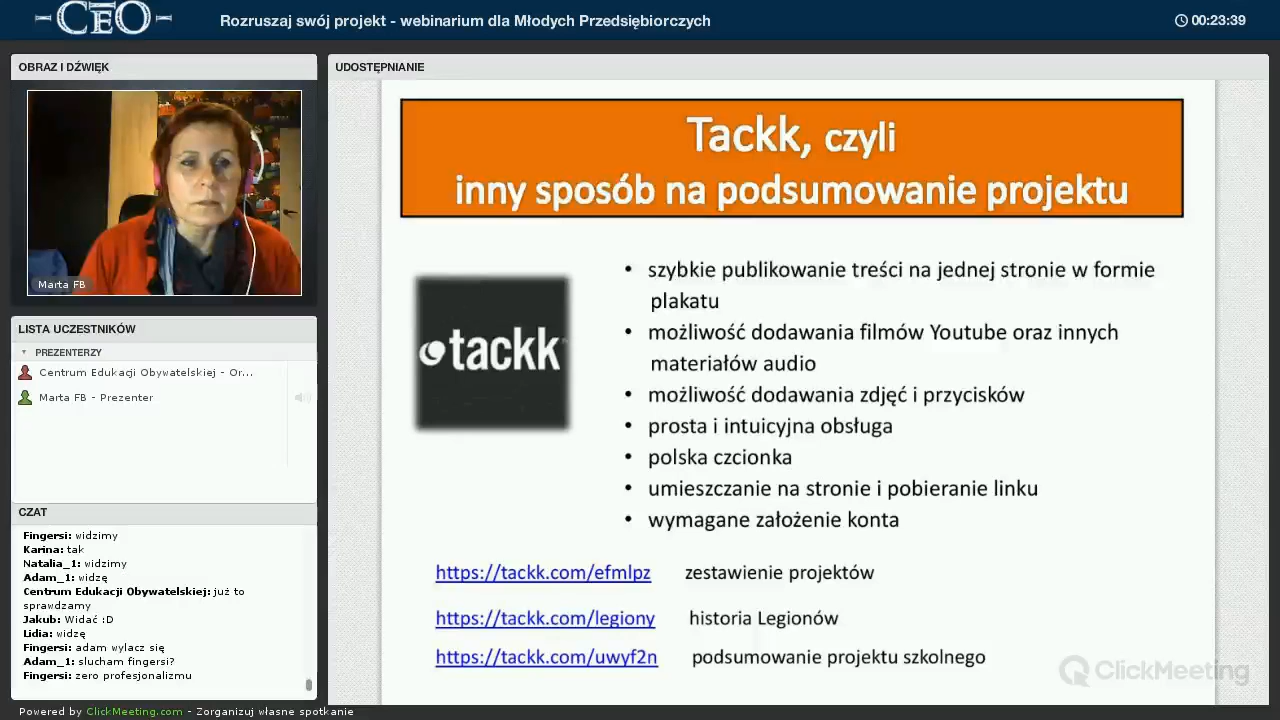 CEO
Rozruszaj swój projekt - webinarium dla Młodych Przedsiębiorczych
00:23:39
OBRAZ I DŹWIĘK
Marta FB
LISTA UCZESTNIKÓW
PREZENTERZY
Centrum Edukacji Obywatelskiej - Or...
Marta FB - Prezenter
CZAT
Fingersi: widzimy
Karina: tak
Natalia_1: widzimy
Adam_1: widzę
Centrum Edukacji Obywatelskiej: już to
sprawdzamy
Jakub: Widać :D
Lidia: widzę
Fingersi: adam wylacz się
Adam_1: slucham fingersi?
Fingersi: zero profesjonalizmu
UDOSTĘPNIANIE
Tackk, czyli
inny sposób na podsumowanie projektu
tackk
• szybkie publikowanie treści na jednej stronie w formie
plakatu
• możliwość dodawania filmów Youtube oraz innych
materiałów audio
• możliwość dodawania zdjęć i przycisków
• prosta i intuicyjna obsługa
• polska czcionka
• umieszczanie na stronie i pobieranie linku
• wymagane założenie konta
https://tackk.com/efmlpz zestawienie projektów
https://tackk.com/legiony historia Legionów
https://tackk.com/uwyf2n podsumowanie projektu szkolnego
ClickMeeting
Powered by ClickMeeting.com - Zorganizuj własne spotkanie